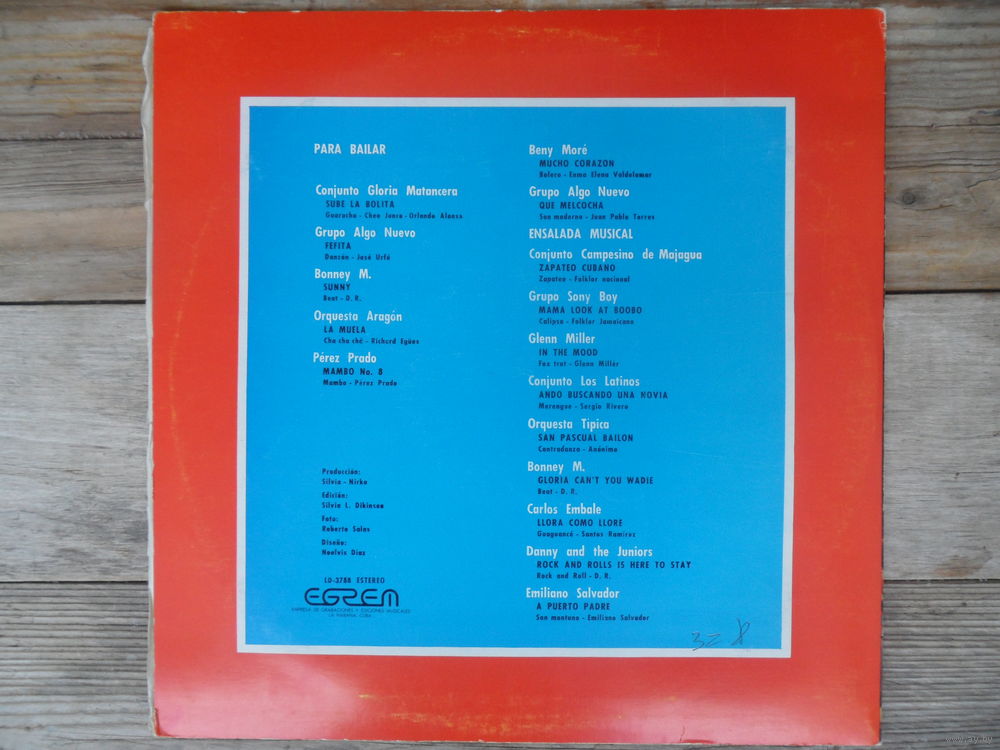 PARA BAILAR
Conjunto Gloria Matancera
SUBE LA BOLITA
Guaracha - Cheo Junco - Orlando Alonso
Grupo Algo Nuevo
FEFITA
Danzón - José Urfé
Bonney M.
SUNNY
Beat - D. R.
Orquesta Aragón
LA MUELA
Cha cha chá - Richard Egües
Pérez Prado
MAMBO No. 8
Mambo - Pérez Prado
Producción:
Silvia - Nirko
Edición:
Silvia L. Dikinson
Foto:
Roberto Salas
Diseño:
Noelvis Díaz
LD-3788 ESTEREO
EGREM
EMPRESA DE GRABACIONES Y EDICIONES MUSICALES
LA HABANA, CUBA
Beny Moré
MUCHO CORAZON
Bolero - Enma Elena Valdelamar
Grupo Algo Nuevo
QUE MELCOCHA
Son moderno - Juan Pablo Torres
ENSALADA MUSICAL
Conjunto Campesino de Majagua
ZAPATEO CUBANO
Zapateo - Folklor nacional
Grupo Sony Boy
MAMA LOOK AT BOOBO
Calipso - Folklor Jamaicano
Glenn Miller
IN THE MOOD
Fox trot - Glenn Miller
Conjunto Los Latinos
ANDO BUSCANDO UNA NOVIA
Merengue - Sergio Rivero
Orquesta Tipica
SAN PASCUAL BAILON
Contradanza - Anónimo
Bonney M.
GLORIA CAN'T YOU WADIE
Beat - D. R.
Carlos Embale
LLORA COMO LLORE
Guaguancó - Santos Ramírez
Danny and the Juniors
ROCK AND ROLLS IS HERE TO STAY
Rock and Roll - D. R.
Emiliano Salvador
A PUERTO PADRE
Son montuno - Emiliano Salvador
www.ay.by